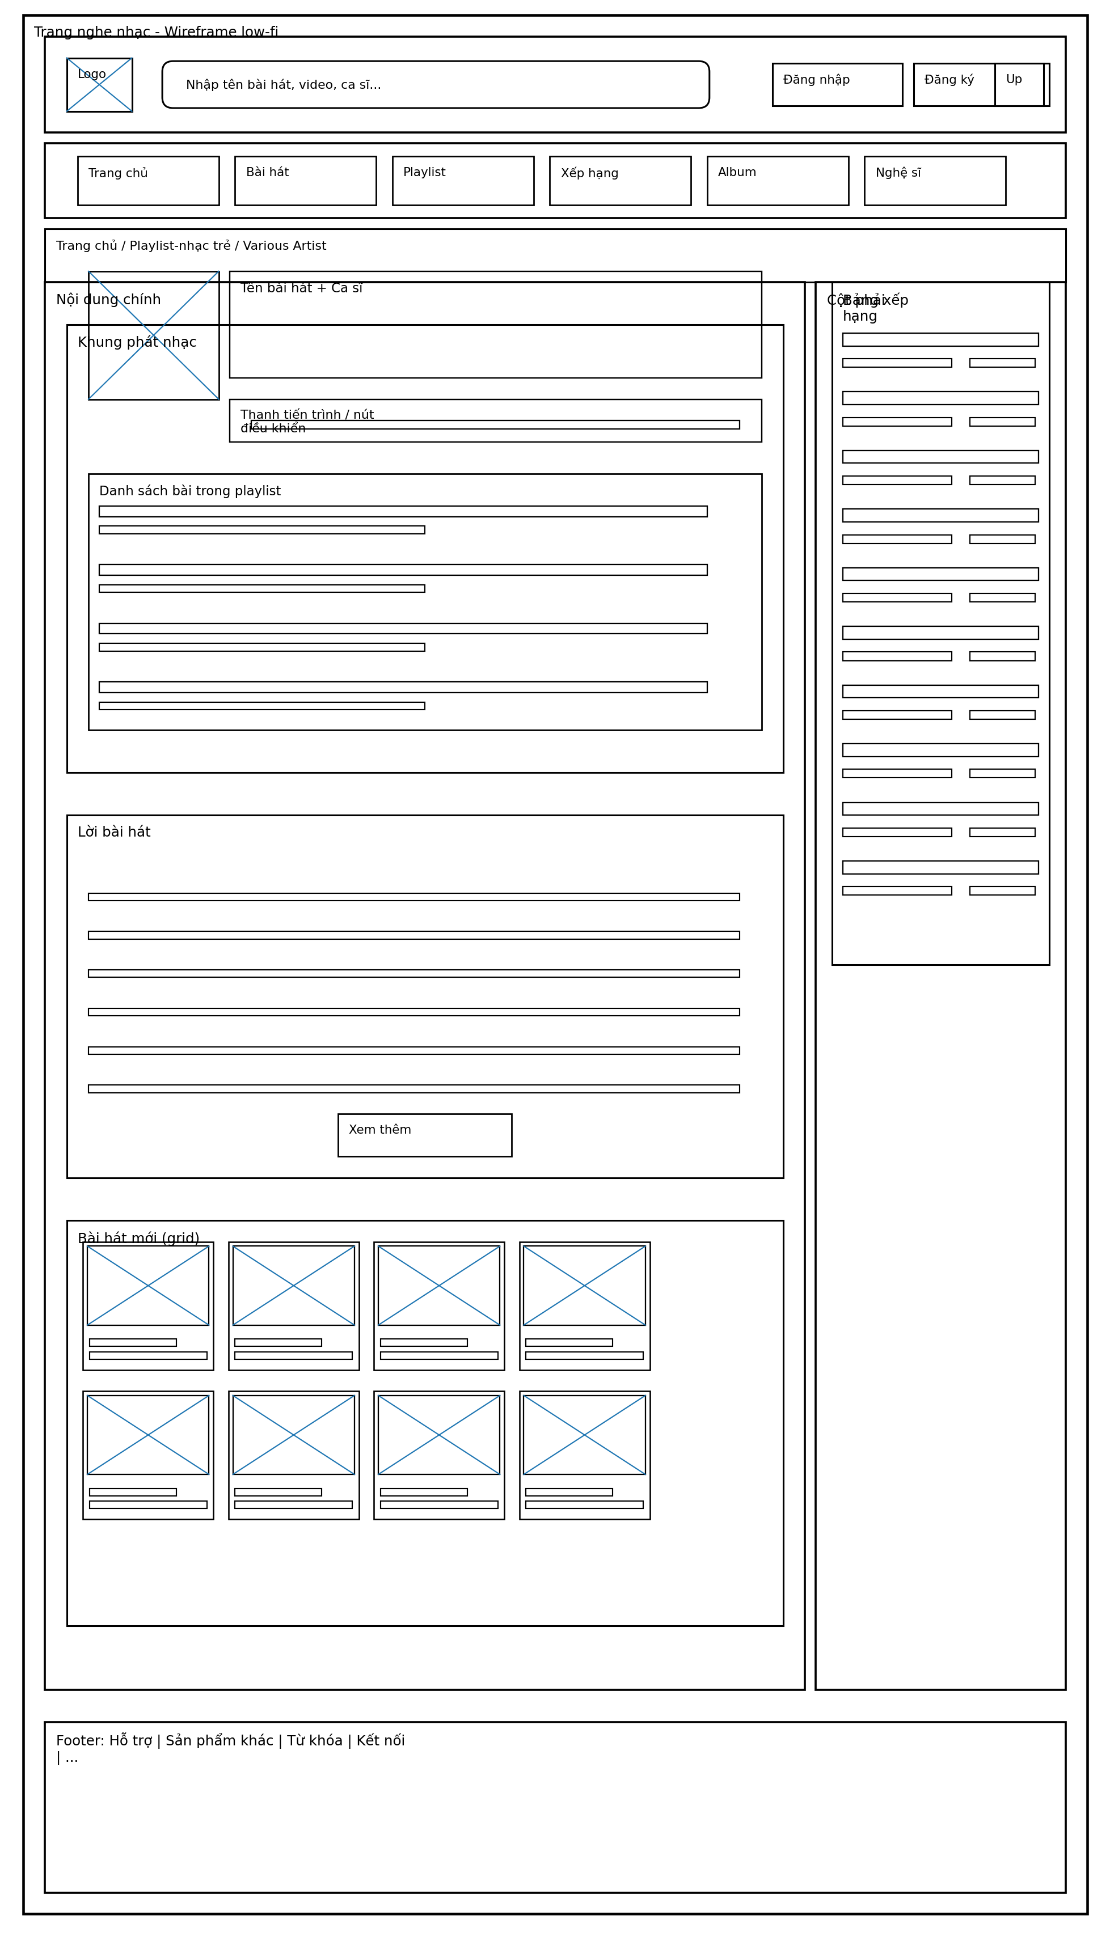 Trang nghe nhạc - Wireframe low-fi
Logo
Nhập tên bài hát, video, ca sĩ...
Đăng nhập
Đăng ký
Up
Trang chủ
Bài hát
Playlist
Xếp hạng
Album
Nghệ sĩ
Trang chủ / Playlist-nhạc trẻ / Various Artist
Nội dung chính
Tên bài hát + Ca sĩ
Khung phát nhạc
Thanh tiến trình / nút
điều khiển
Danh sách bài trong playlist
Cột phải
Bảng xếp
hạng
Lời bài hát
Xem thêm
Bài hát mới (grid)
Footer: Hỗ trợ | Sản phẩm khác | Từ khóa | Kết nối
| ...